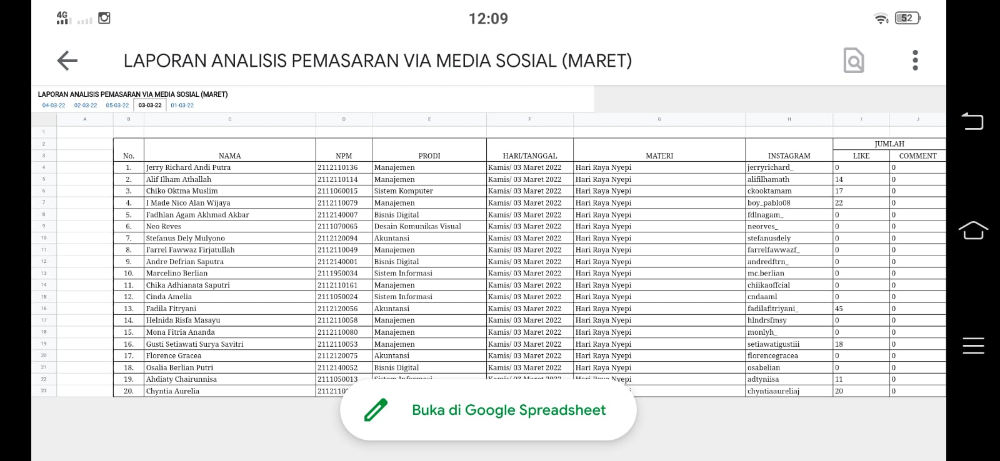 4G
12:09
52
LAPORAN ANALISIS PEMASARAN VIA MEDIA SOSIAL (MARET)
LAPORAN ANALISIS PEMASARAN VIA MEDIA SOSIAL (MARET)
04-03-22 02-03-22 05-03-22 03-03-22 01-03-22
A B C D E F G H I J
1
2 JUMLAH
3 No. NAMA NPM PRODI HARI/TANGGAL MATERI INSTAGRAM LIKE COMMENT
4 1. Jerry Richard Andi Putra 2112110136 Manajemen Kamis/ 03 Maret 2022 Hari Raya Nyepi jerryrichard_ 0 0
5 2. Alif Ilham Athallah 2112110114 Manajemen Kamis/ 03 Maret 2022 Hari Raya Nyepi alifilhamath 14 0
6 3. Chiko Oktma Muslim 2111060015 Sistem Komputer Kamis/ 03 Maret 2022 Hari Raya Nyepi ckooktamam 17 0
7 4. I Made Nico Alan Wijaya 2112110079 Manajemen Kamis/ 03 Maret 2022 Hari Raya Nyepi boy_pablo08 22 0
8 5. Fadhlan Agam Akhmad Akbar 2112140007 Bisnis Digital Kamis/ 03 Maret 2022 Hari Raya Nyepi fdlnagam_ 0 0
9 6. Neo Reves 2111070065 Desain Komunikas Visual Kamis/ 03 Maret 2022 Hari Raya Nyepi neorves_ 0 0
10 7. Stefanus Dely Mulyono 2112120094 Akuntansi Kamis/ 03 Maret 2022 Hari Raya Nyepi stefanusdely 0 0
11 8. Farrel Fawwaz Firjatullah 2112110049 Manajemen Kamis/ 03 Maret 2022 Hari Raya Nyepi farrelfawwazf_ 0 0
12 9. Andre Defrian Saputra 2112140001 Bisnis Digital Kamis/ 03 Maret 2022 Hari Raya Nyepi andredftrn_ 0 0
13 10. Marcelino Berlian 2111950034 Sistem Informasi Kamis/ 03 Maret 2022 Hari Raya Nyepi mc.berlian 0 0
14 11. Chika Adhianata Saputri 2112110161 Manajemen Kamis/ 03 Maret 2022 Hari Raya Nyepi chiikaoffcial 0 0
15 12. Cinda Amelia 2111050024 Sistem Informasi Kamis/ 03 Maret 2022 Hari Raya Nyepi cndaaml 0 0
16 13. Fadila Fitryani 2112120056 Akuntansi Kamis/ 03 Maret 2022 Hari Raya Nyepi fadilafitriyani_ 45 0
17 14. Helnida Risfa Masayu 2112110058 Manajemen Kamis/ 03 Maret 2022 Hari Raya Nyepi hlndrsfmsy 0 0
18 15. Mona Fitria Ananda 2112110080 Manajemen Kamis/ 03 Maret 2022 Hari Raya Nyepi monlyh_ 0 0
19 16. Gusti Setiawati Surya Savitri 2112110053 Manajemen Kamis/ 03 Maret 2022 Hari Raya Nyepi setiawatigustiii 18 0
20 17. Florence Gracea 2112120075 Akuntansi Kamis/ 03 Maret 2022 Hari Raya Nyepi florencegracea 0 0
21 18. Osalia Berlian Putri 2112140052 Bisnis Digital Kamis/ 03 Maret 2022 Hari Raya Nyepi osabelian 0 0
22 19. Ahdiaty Chairunnisa 2111050013 Sistem Informasi Kamis/ 03 Maret 2022 Hari Raya Nyepi adtyniisa 11 0
23 20. Chyntia Aurelia chyntiaaureliaj 20 0
Buka di Google Spreadsheet